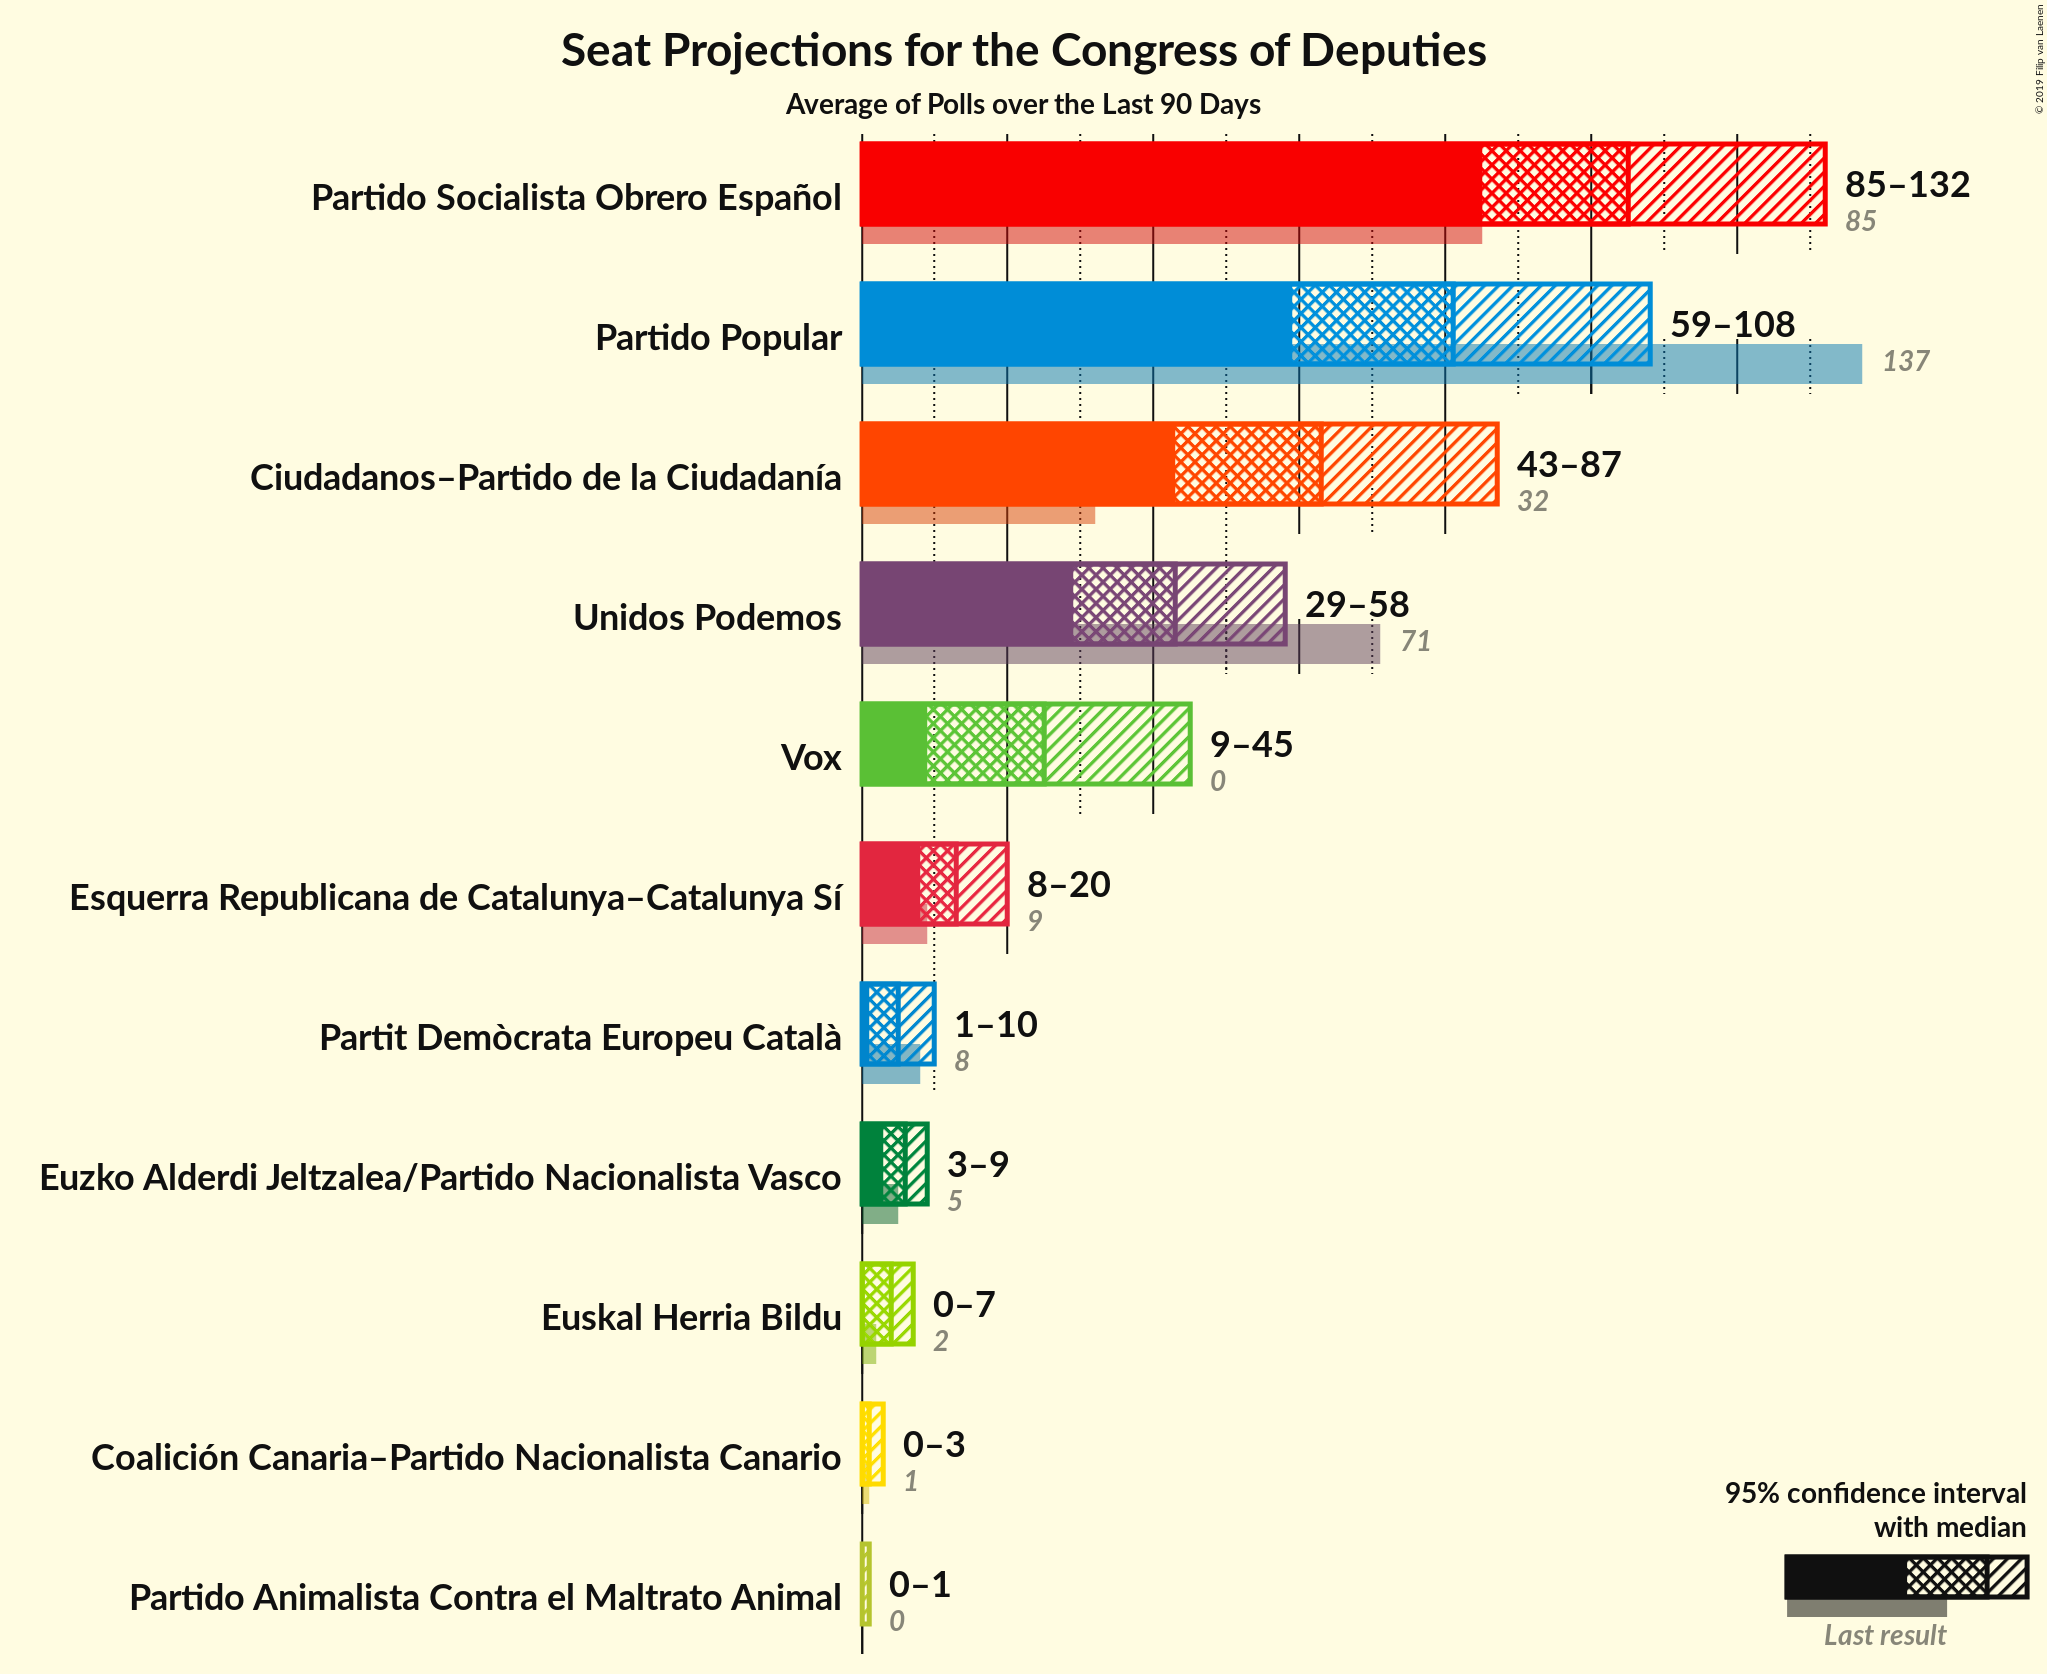 Seat Projections for the Congress of Deputies
Average of Polls over the Last 90 Days
© 2019 Filip van Laenen
Partido Socialista Obrero Español
85–132
85
Partido Popular
59–108
137
Ciudadanos–Partido de la Ciudadanía
43–87
32
Unidos Podemos
29–58
71
Vox
9–45
0
Esquerra Republicana de Catalunya–Catalunya Sí
8–20
9
Partit Demòcrata Europeu Català
1–10
8
Euzko Alderdi Jeltzalea/Partido Nacionalista Vasco
3–9
5
Euskal Herria Bildu
0–7
2
Coalición Canaria–Partido Nacionalista Canario
0–3
1
Partido Animalista Contra el Maltrato Animal
0–1
0
95% confidence interval
with median
Last result